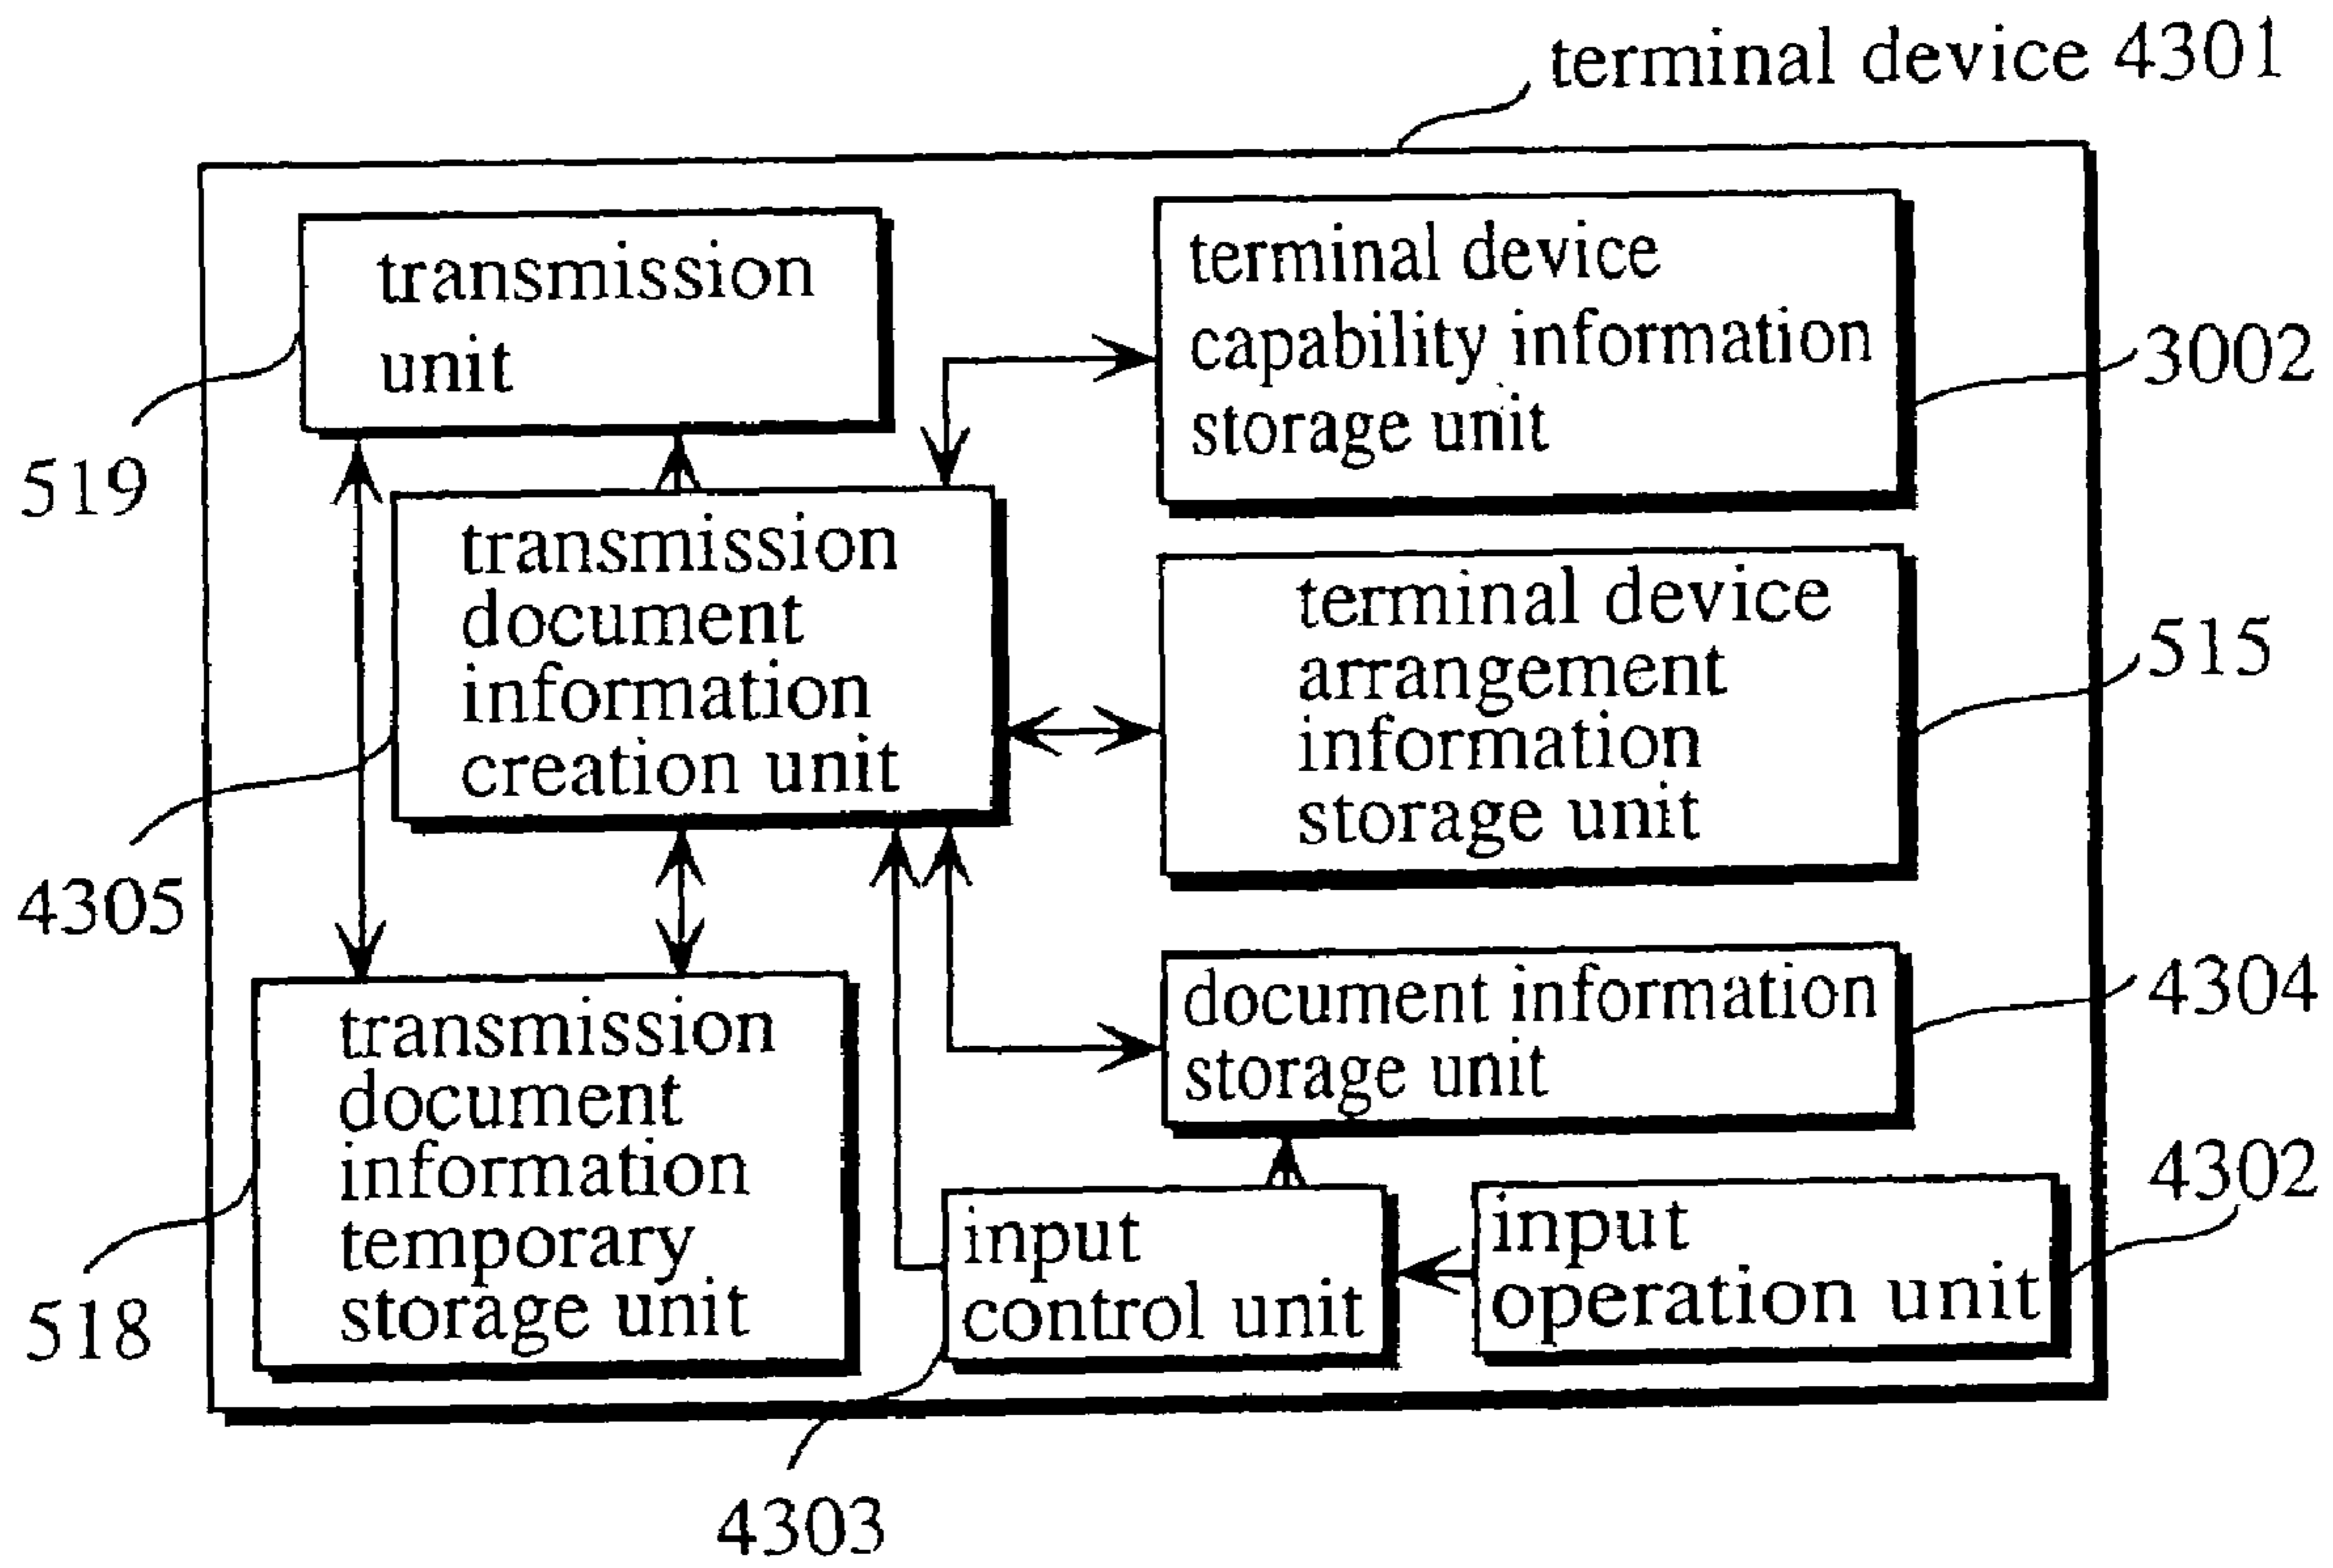 terminal device 4301
transmission
unit
519
terminal device
capability information
storage unit
3002
transmission
document
information
creation unit
4305
terminal device
arrangement
information
storage unit
515
transmission
document
information
temporary
storage unit
518
document information
storage unit
4304
input
control unit
4303
input
operation unit
4302